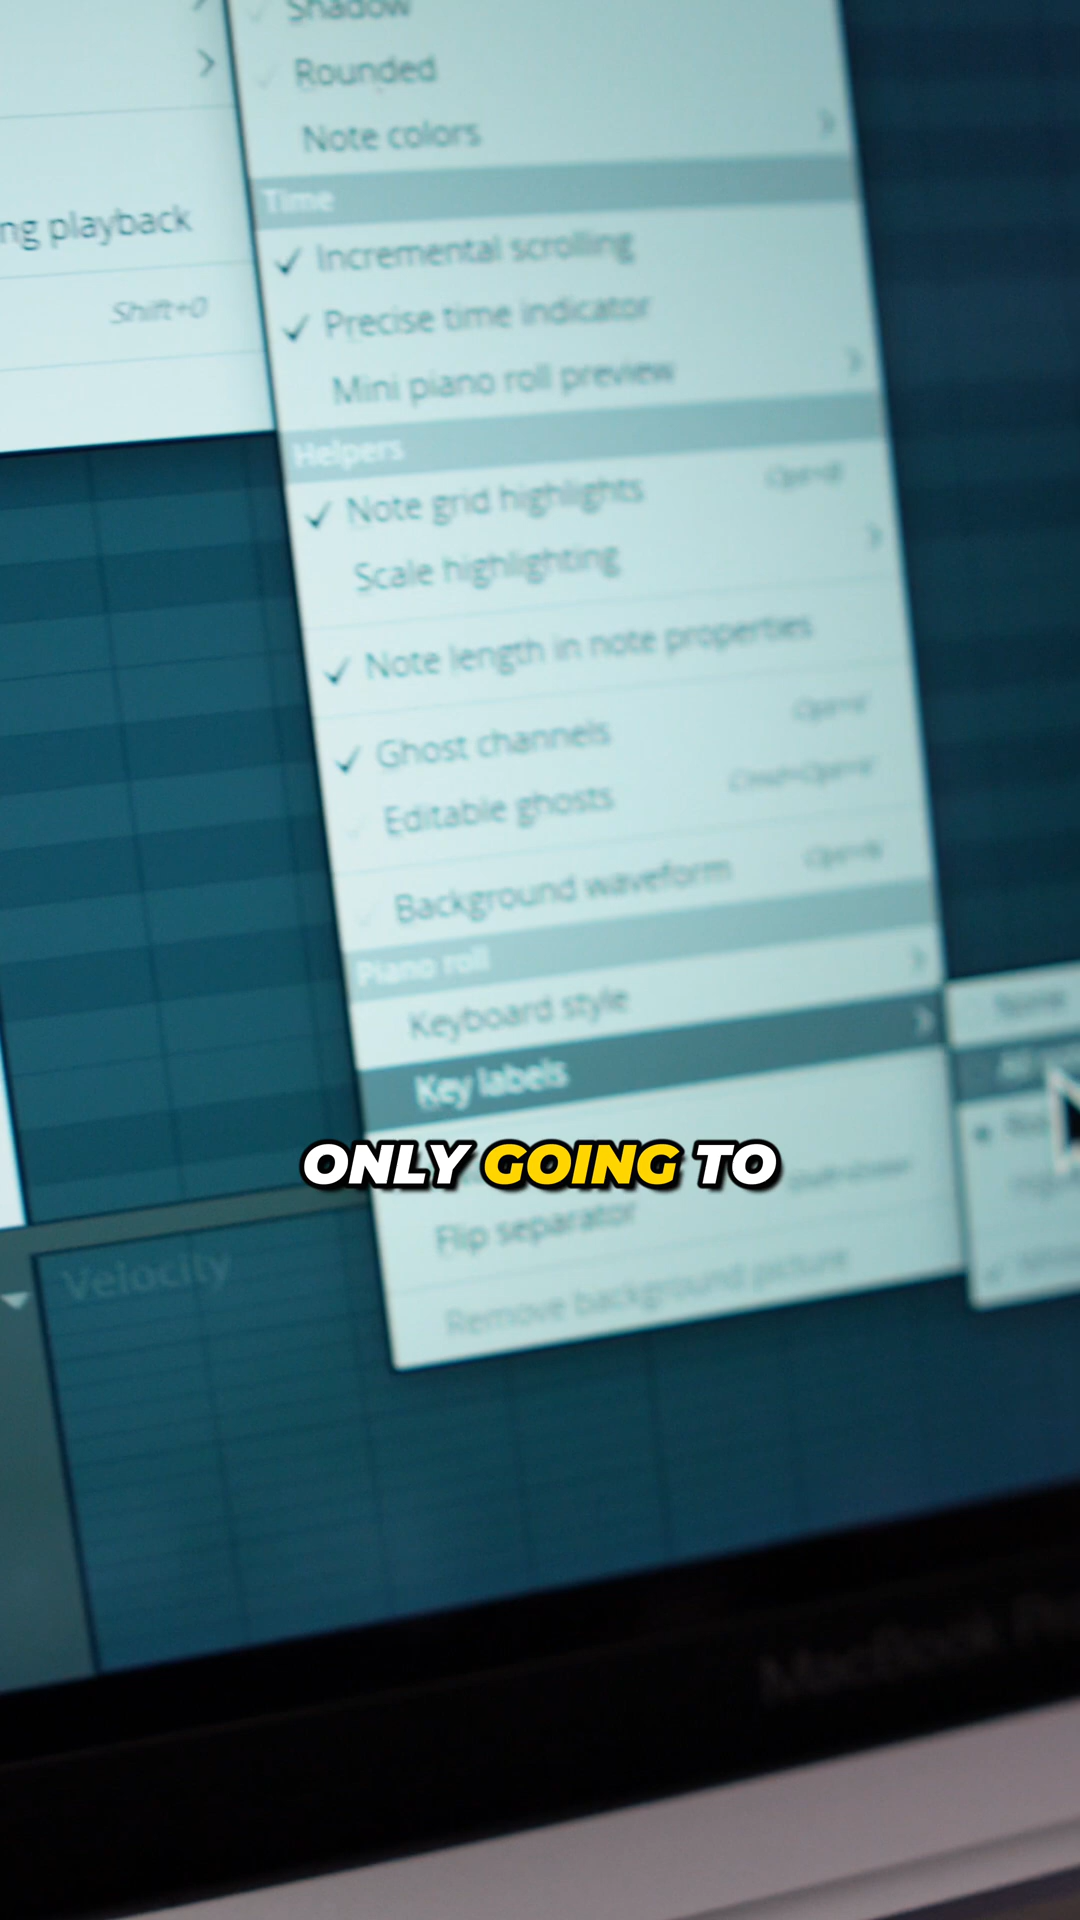 Shadow
Rounded
Note colors
Time
ng playback
Incremental scrolling
Shift+0
Precise time indicator
Mini piano roll preview
Helpers
Note grid highlights
Scale highlighting
Note length in note properties
Ghost channels
Editable ghosts
Background waveform
Piano roll
Keyboard style
Key labels
ONLY GOING TO
Flip separator
Velocity
Remove background picture
MacBook